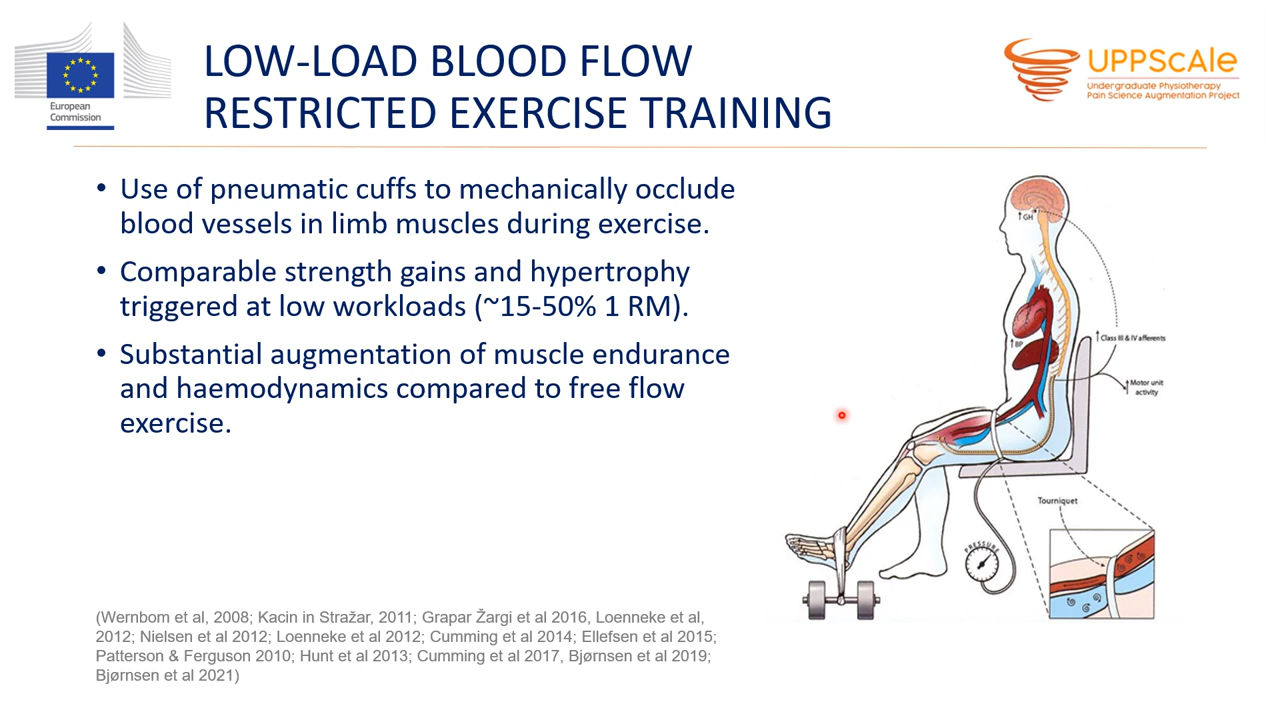 European
Commission
LOW-LOAD BLOOD FLOW
RESTRICTED EXERCISE TRAINING
UPPScale
Undergraduate Physiotherapy
Pain Science Augmentation Project
• Use of pneumatic cuffs to mechanically occlude
blood vessels in limb muscles during exercise.
• Comparable strength gains and hypertrophy
triggered at low workloads (~15-50% 1 RM).
• Substantial augmentation of muscle endurance
and haemodynamics compared to free flow
exercise.
↑GH
↑BP
↑Class III & IV afferents
↑Motor unit
activity
Tourniquet
PRESSURE
(Wernbom et al, 2008; Kacin in Stražar, 2011; Grapar Žargi et al 2016, Loenneke et al,
2012; Nielsen et al 2012; Loenneke et al 2012; Cumming et al 2014; Ellefsen et al 2015;
Patterson & Ferguson 2010; Hunt et al 2013; Cumming et al 2017, Bjørnsen et al 2019;
Bjørnsen et al 2021)